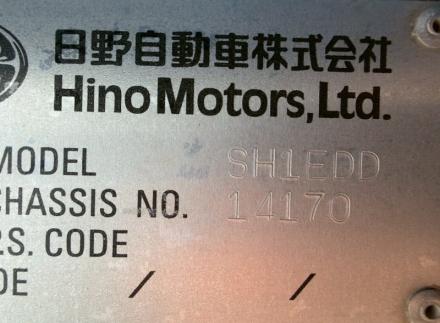 日野自動車株式会社
Hino Motors, Ltd.
MODEL SH1EDD
CHASSIS NO. 14170
P.S. CODE
DE / /